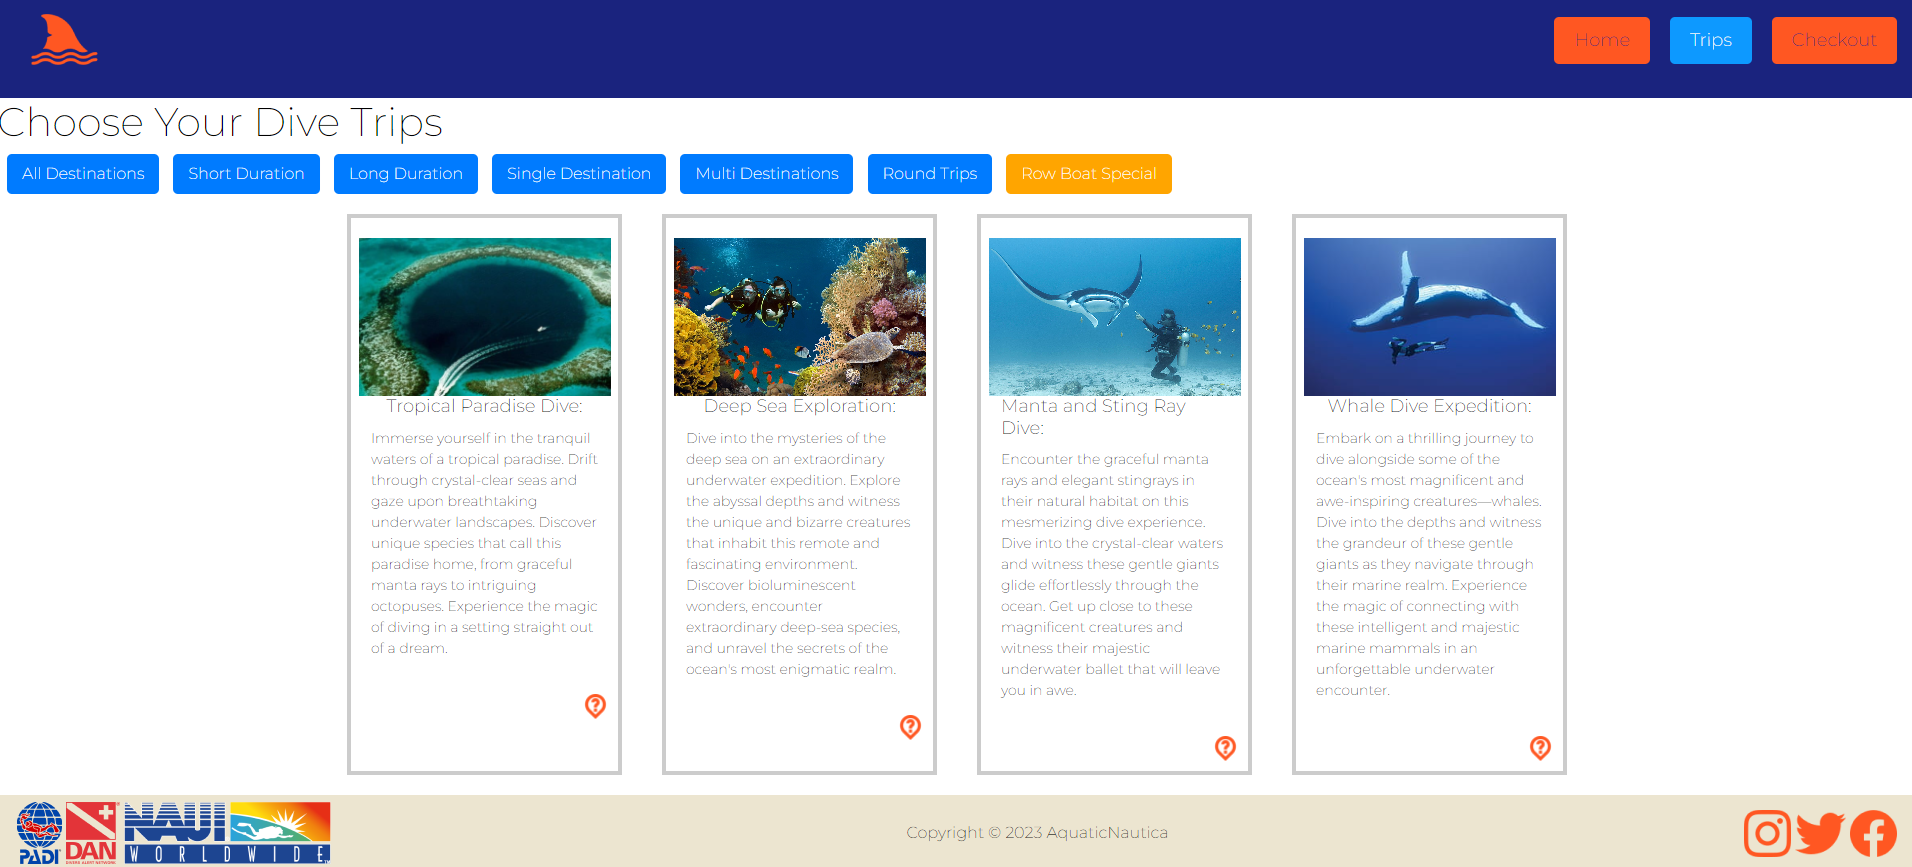 Home
Trips
Checkout
Choose Your Dive Trips
All Destinations
Short Duration
Long Duration
Single Destination
Multi Destinations
Round Trips
Row Boat Special
Tropical Paradise Dive:
Immerse yourself in the tranquil
waters of a tropical paradise. Drift
through crystal-clear seas and
gaze upon breathtaking
underwater landscapes. Discover
unique species that call this
paradise home, from graceful
manta rays to intriguing
octopuses. Experience the magic
of diving in a setting straight out
of a dream.
Deep Sea Exploration:
Dive into the mysteries of the
deep sea on an extraordinary
underwater expedition. Explore
the abyssal depths and witness
the unique and bizarre creatures
that inhabit this remote and
fascinating environment.
Discover bioluminescent
wonders, encounter
extraordinary deep-sea species,
and unravel the secrets of the
ocean's most enigmatic realm.
Manta and Sting Ray
Dive:
Encounter the graceful manta
rays and elegant stingrays in
their natural habitat on this
mesmerizing dive experience.
Dive into the crystal-clear waters
and witness these gentle giants
glide effortlessly through the
ocean. Get up close to these
magnificent creatures and
witness their majestic
underwater ballet that will leave
you in awe.
Whale Dive Expedition:
Embark on a thrilling journey to
dive alongside some of the
ocean's most magnificent and
awe-inspiring creatures—whales.
Dive into the depths and witness
the grandeur of these gentle
giants as they navigate through
their marine realm. Experience
the magic of connecting with
these intelligent and majestic
marine mammals in an
unforgettable underwater
encounter.
PADI
DAN
DIVERS ALERT NETWORK
NAUI
WORLDWIDE
Copyright © 2023 AquaticNautica